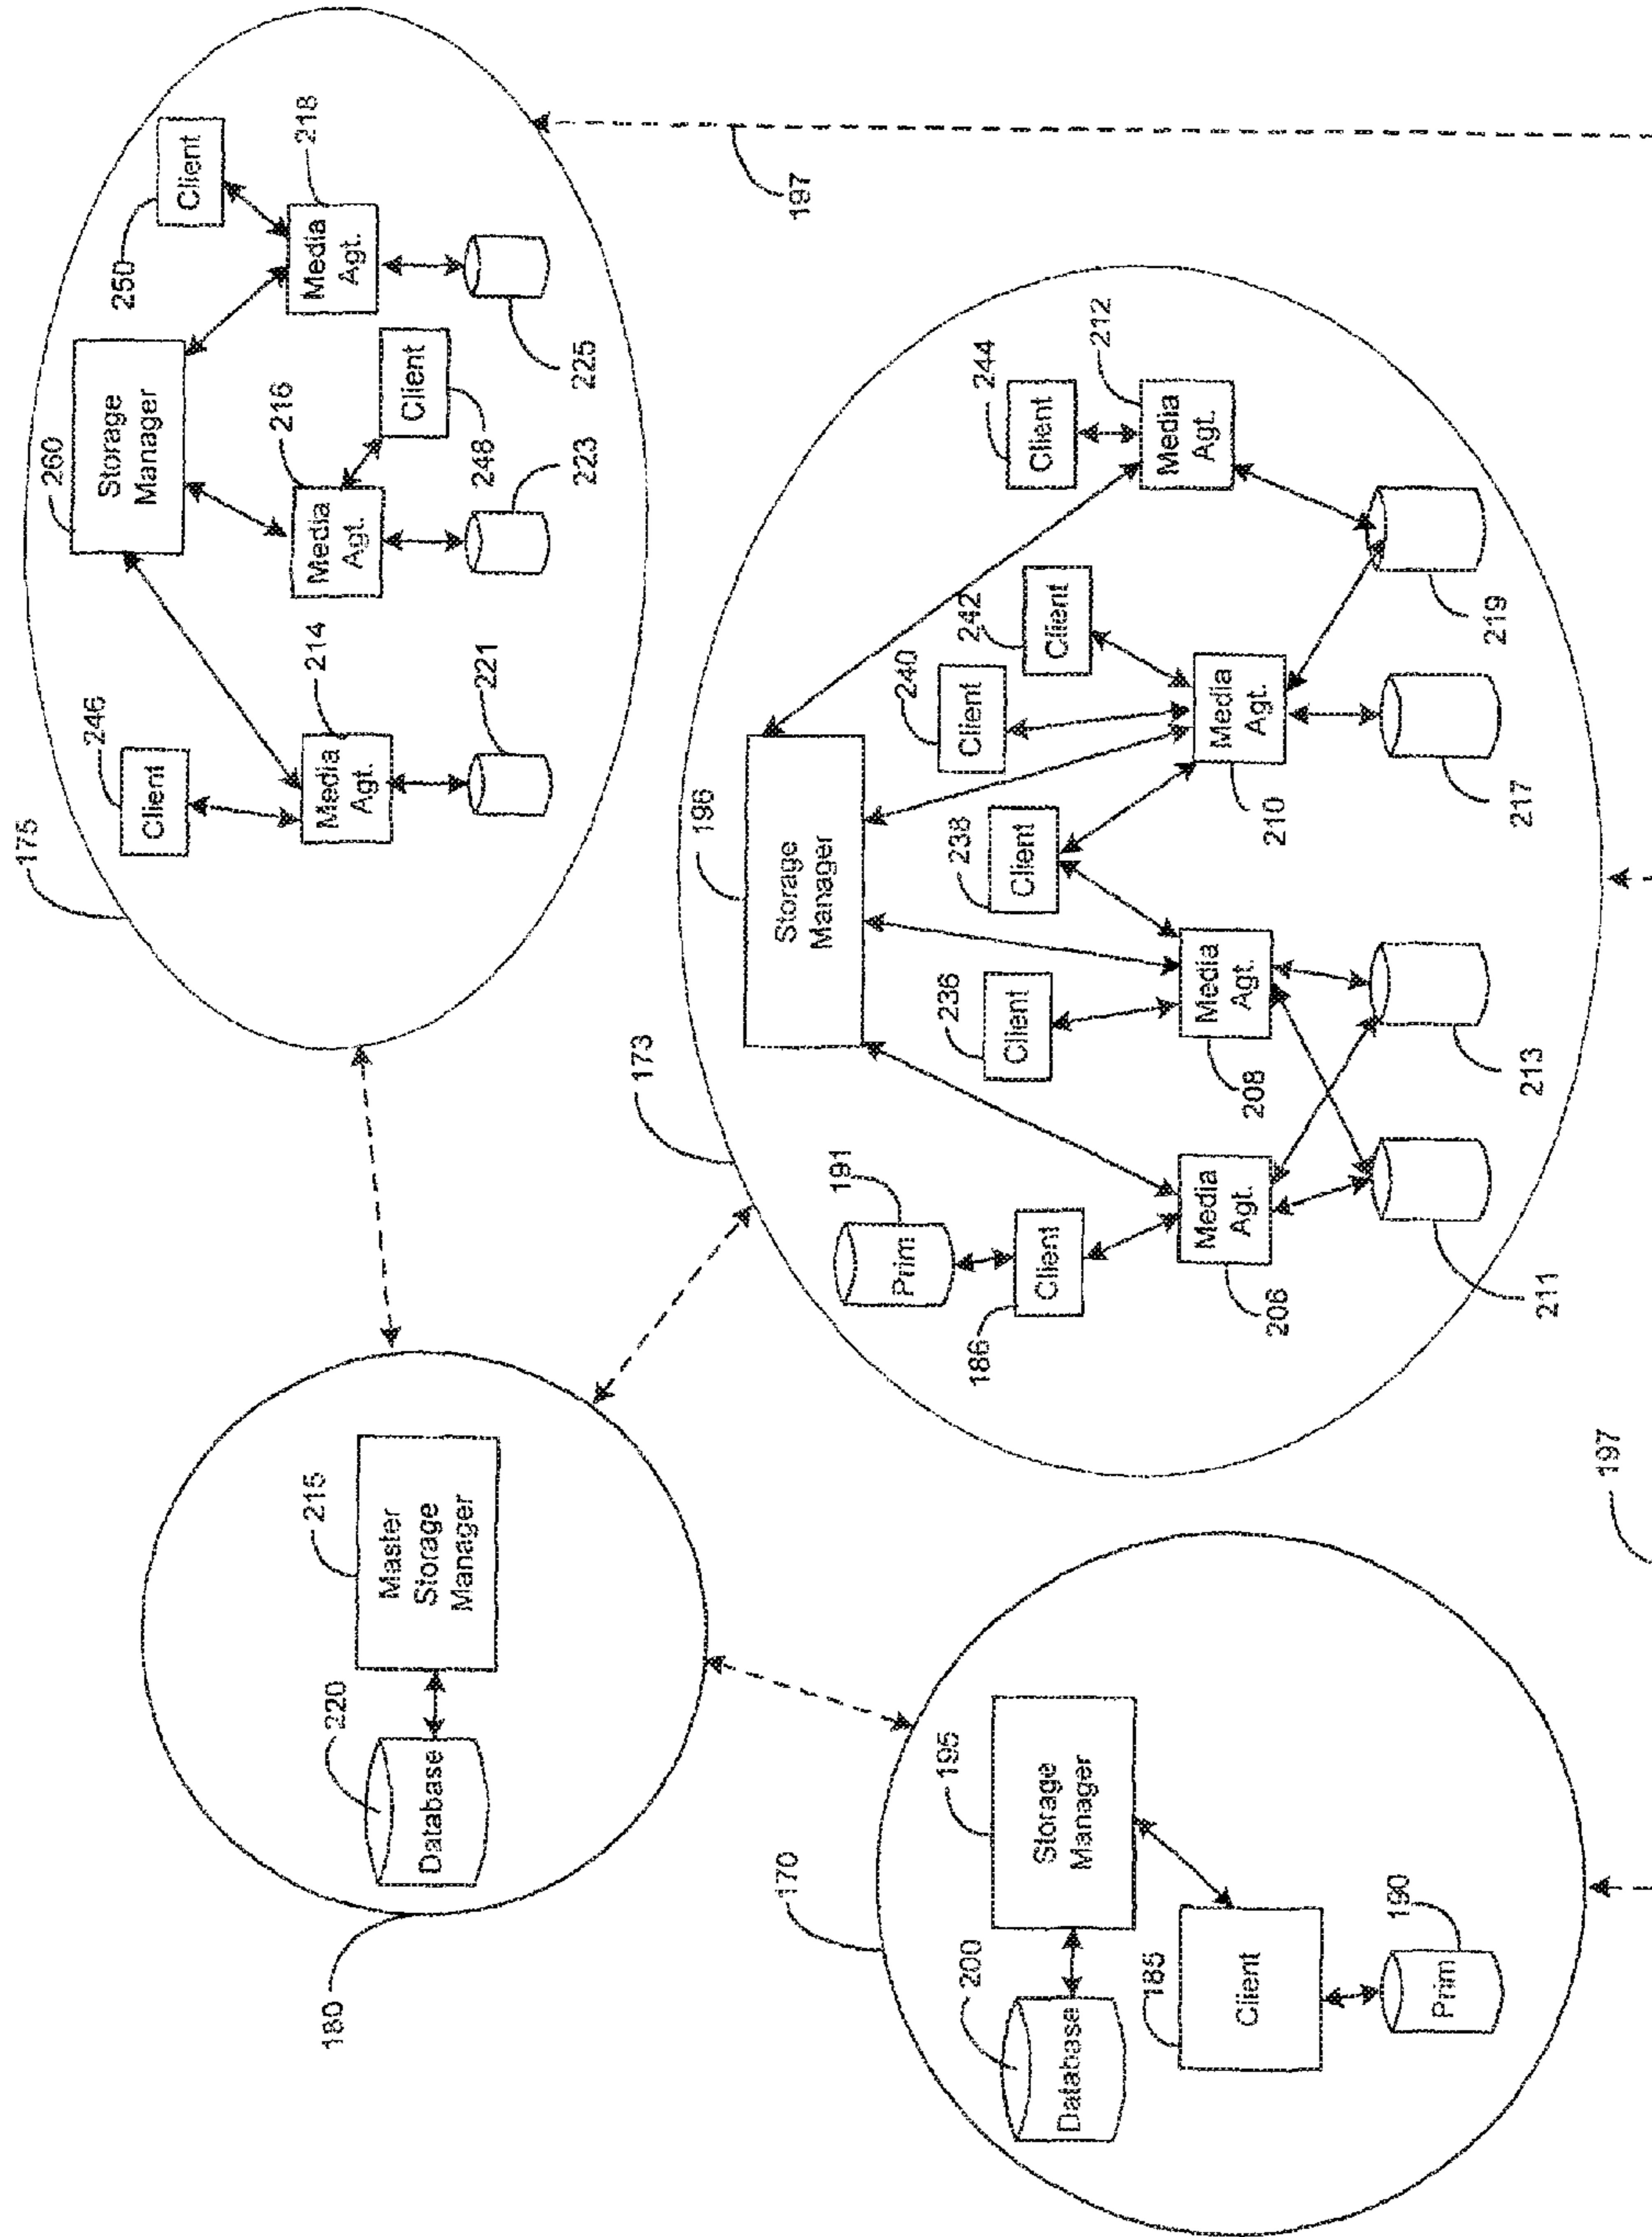 180
220
Database
215
Master
Storage
Manager
175
260
Storage
Manager
246
Client
214
Media
Agt.
221
216
Media
Agt.
248
Client
223
250
Client
218
Media
Agt.
225
170
200
Database
195
Storage
Manager
185
Client
190
Prim
173
196
Storage
Manager
191
Prim
186
Client
206
Media
Agt.
211
236
Client
208
Media
Agt.
213
238
Client
240
Client
242
Client
210
Media
Agt.
217
244
Client
212
Media
Agt.
219
197
197